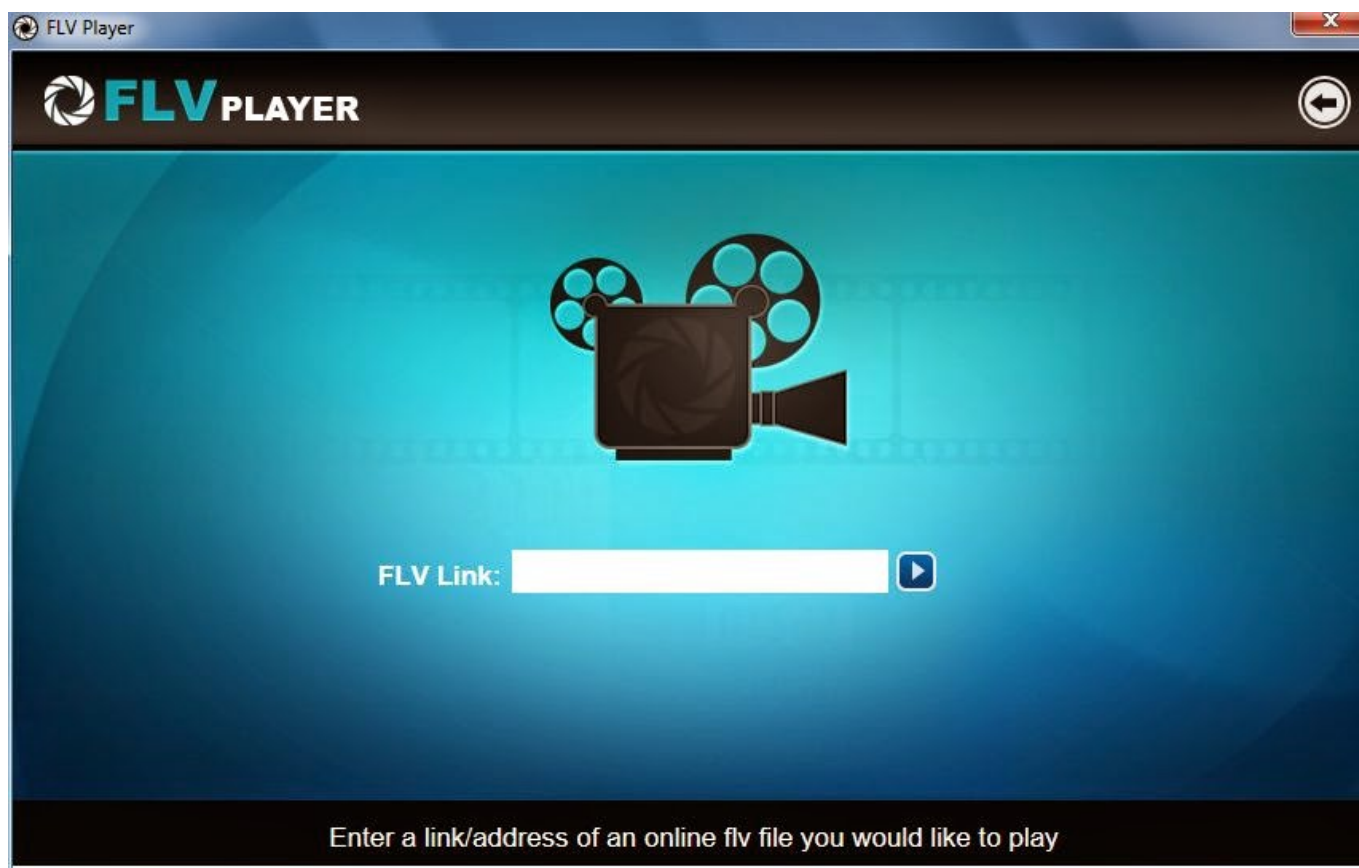 FLV Player
FLV PLAYER
FLV Link:
Enter a link/address of an online flv file you would like to play